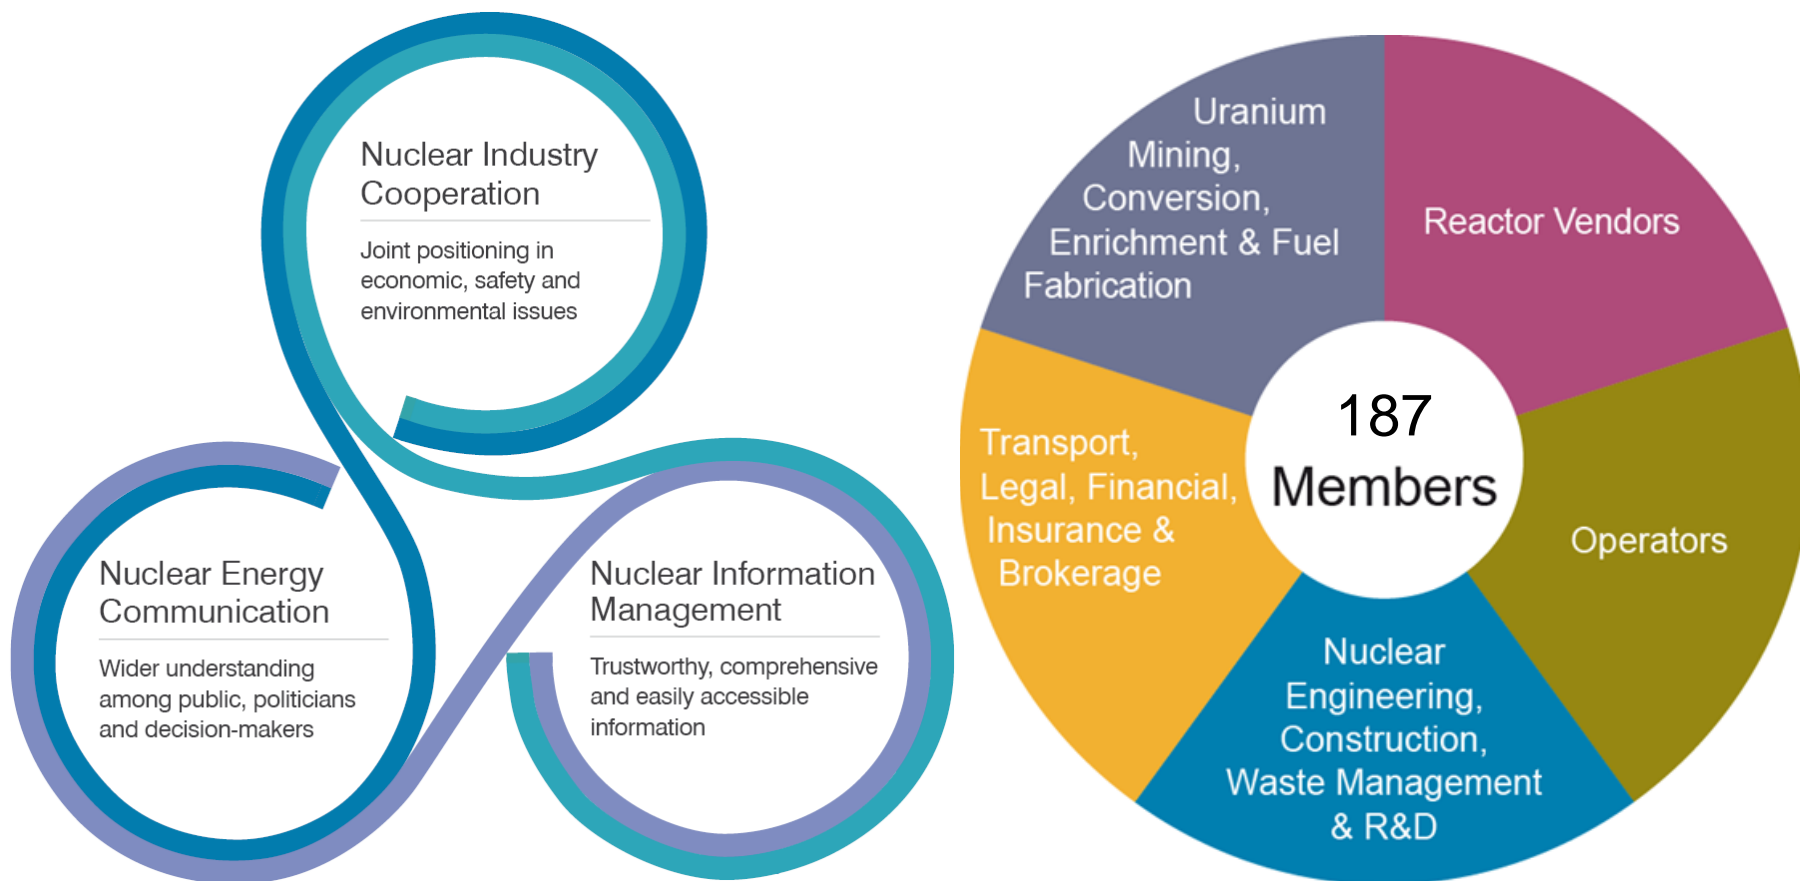 Nuclear Industry
Cooperation
Joint positioning in
economic, safety and
environmental issues
Nuclear Energy
Communication
Wider understanding
among public, politicians
and decision-makers
Nuclear Information
Management
Trustworthy, comprehensive
and easily accessible
information
Uranium
Mining,
Conversion,
Enrichment & Fuel
Fabrication
Reactor Vendors
Transport,
Legal, Financial,
Insurance &
Brokerage
187
Members
Operators
Nuclear
Engineering,
Construction,
Waste Management
& R&D